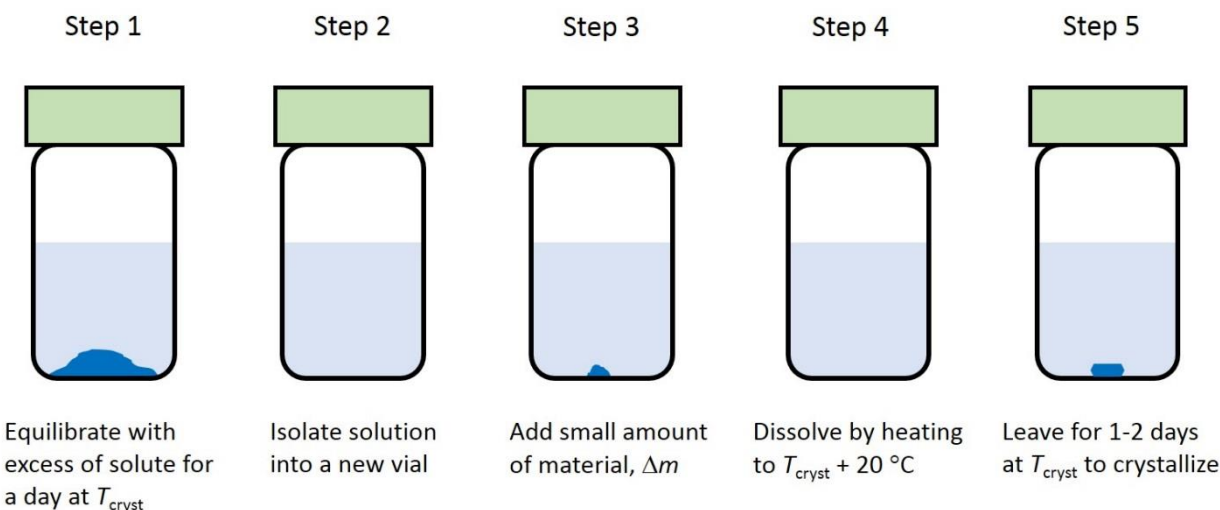 Step 1
Step 2
Step 3
Step 4
Step 5
Equilibrate with
excess of solute for
a day at Tcryst
Isolate solution
into a new vial
Add small amount
of material, Δm
Dissolve by heating
to Tcryst + 20 °C
Leave for 1-2 days
at Tcryst to crystallize